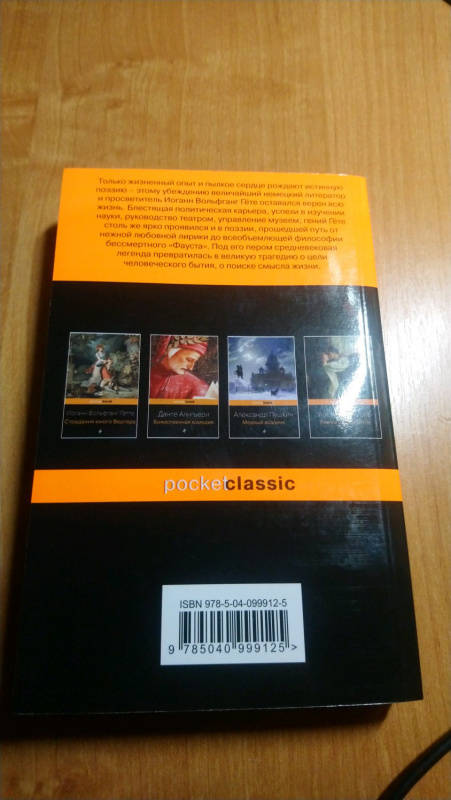 Только жизненный опыт и пылкое сердце рождают истинную
поэзию – этому убеждению величайший немецкий литератор
и просветитель Иоганн Вольфганг Гёте оставался верен всю
жизнь. Блестящая политическая карьера, успехи в изучении
науки, руководство театром, управление музеем, гений Гёте
столь же ярко проявился и в поэзии, прошедшей путь от
нежной любовной лирики до всеобъемлющей философии
бессмертного «Фауста». Под его пером средневековая
легенда превратилась в великую трагедию о цели
человеческого бытия, о поиске смысла жизни.
Иоганн Вольфганг Гёте
Страдания юного Вертера
Данте Алигьери
Божественная комедия
Александр Пушкин
Медный всадник
pocketclassic
ISBN 978-5-04-099912-5
9 785040 999125 >